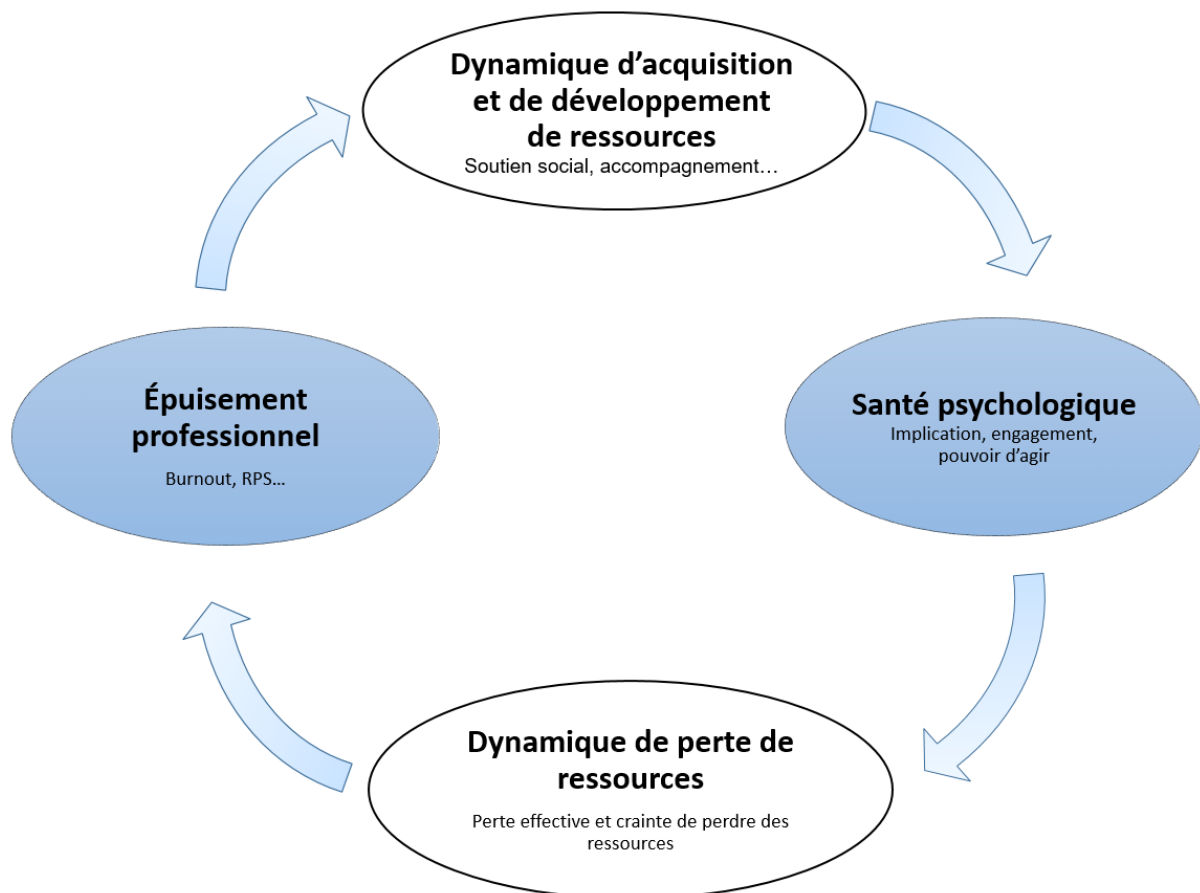 Dynamique d’acquisition
et de développement
de ressources
Soutien social, accompagnement…
Épuisement
professionnel
Burnout, RPS…
Santé psychologique
Implication, engagement,
pouvoir d’agir
Dynamique de perte de
ressources
Perte effective et crainte de perdre des
ressources